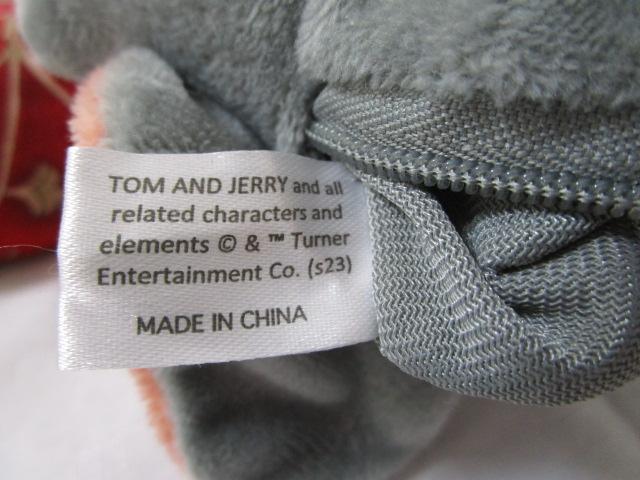 TOM AND JERRY and all
related characters and
elements © & ™ Turner
Entertainment Co. (s23)
MADE IN CHINA